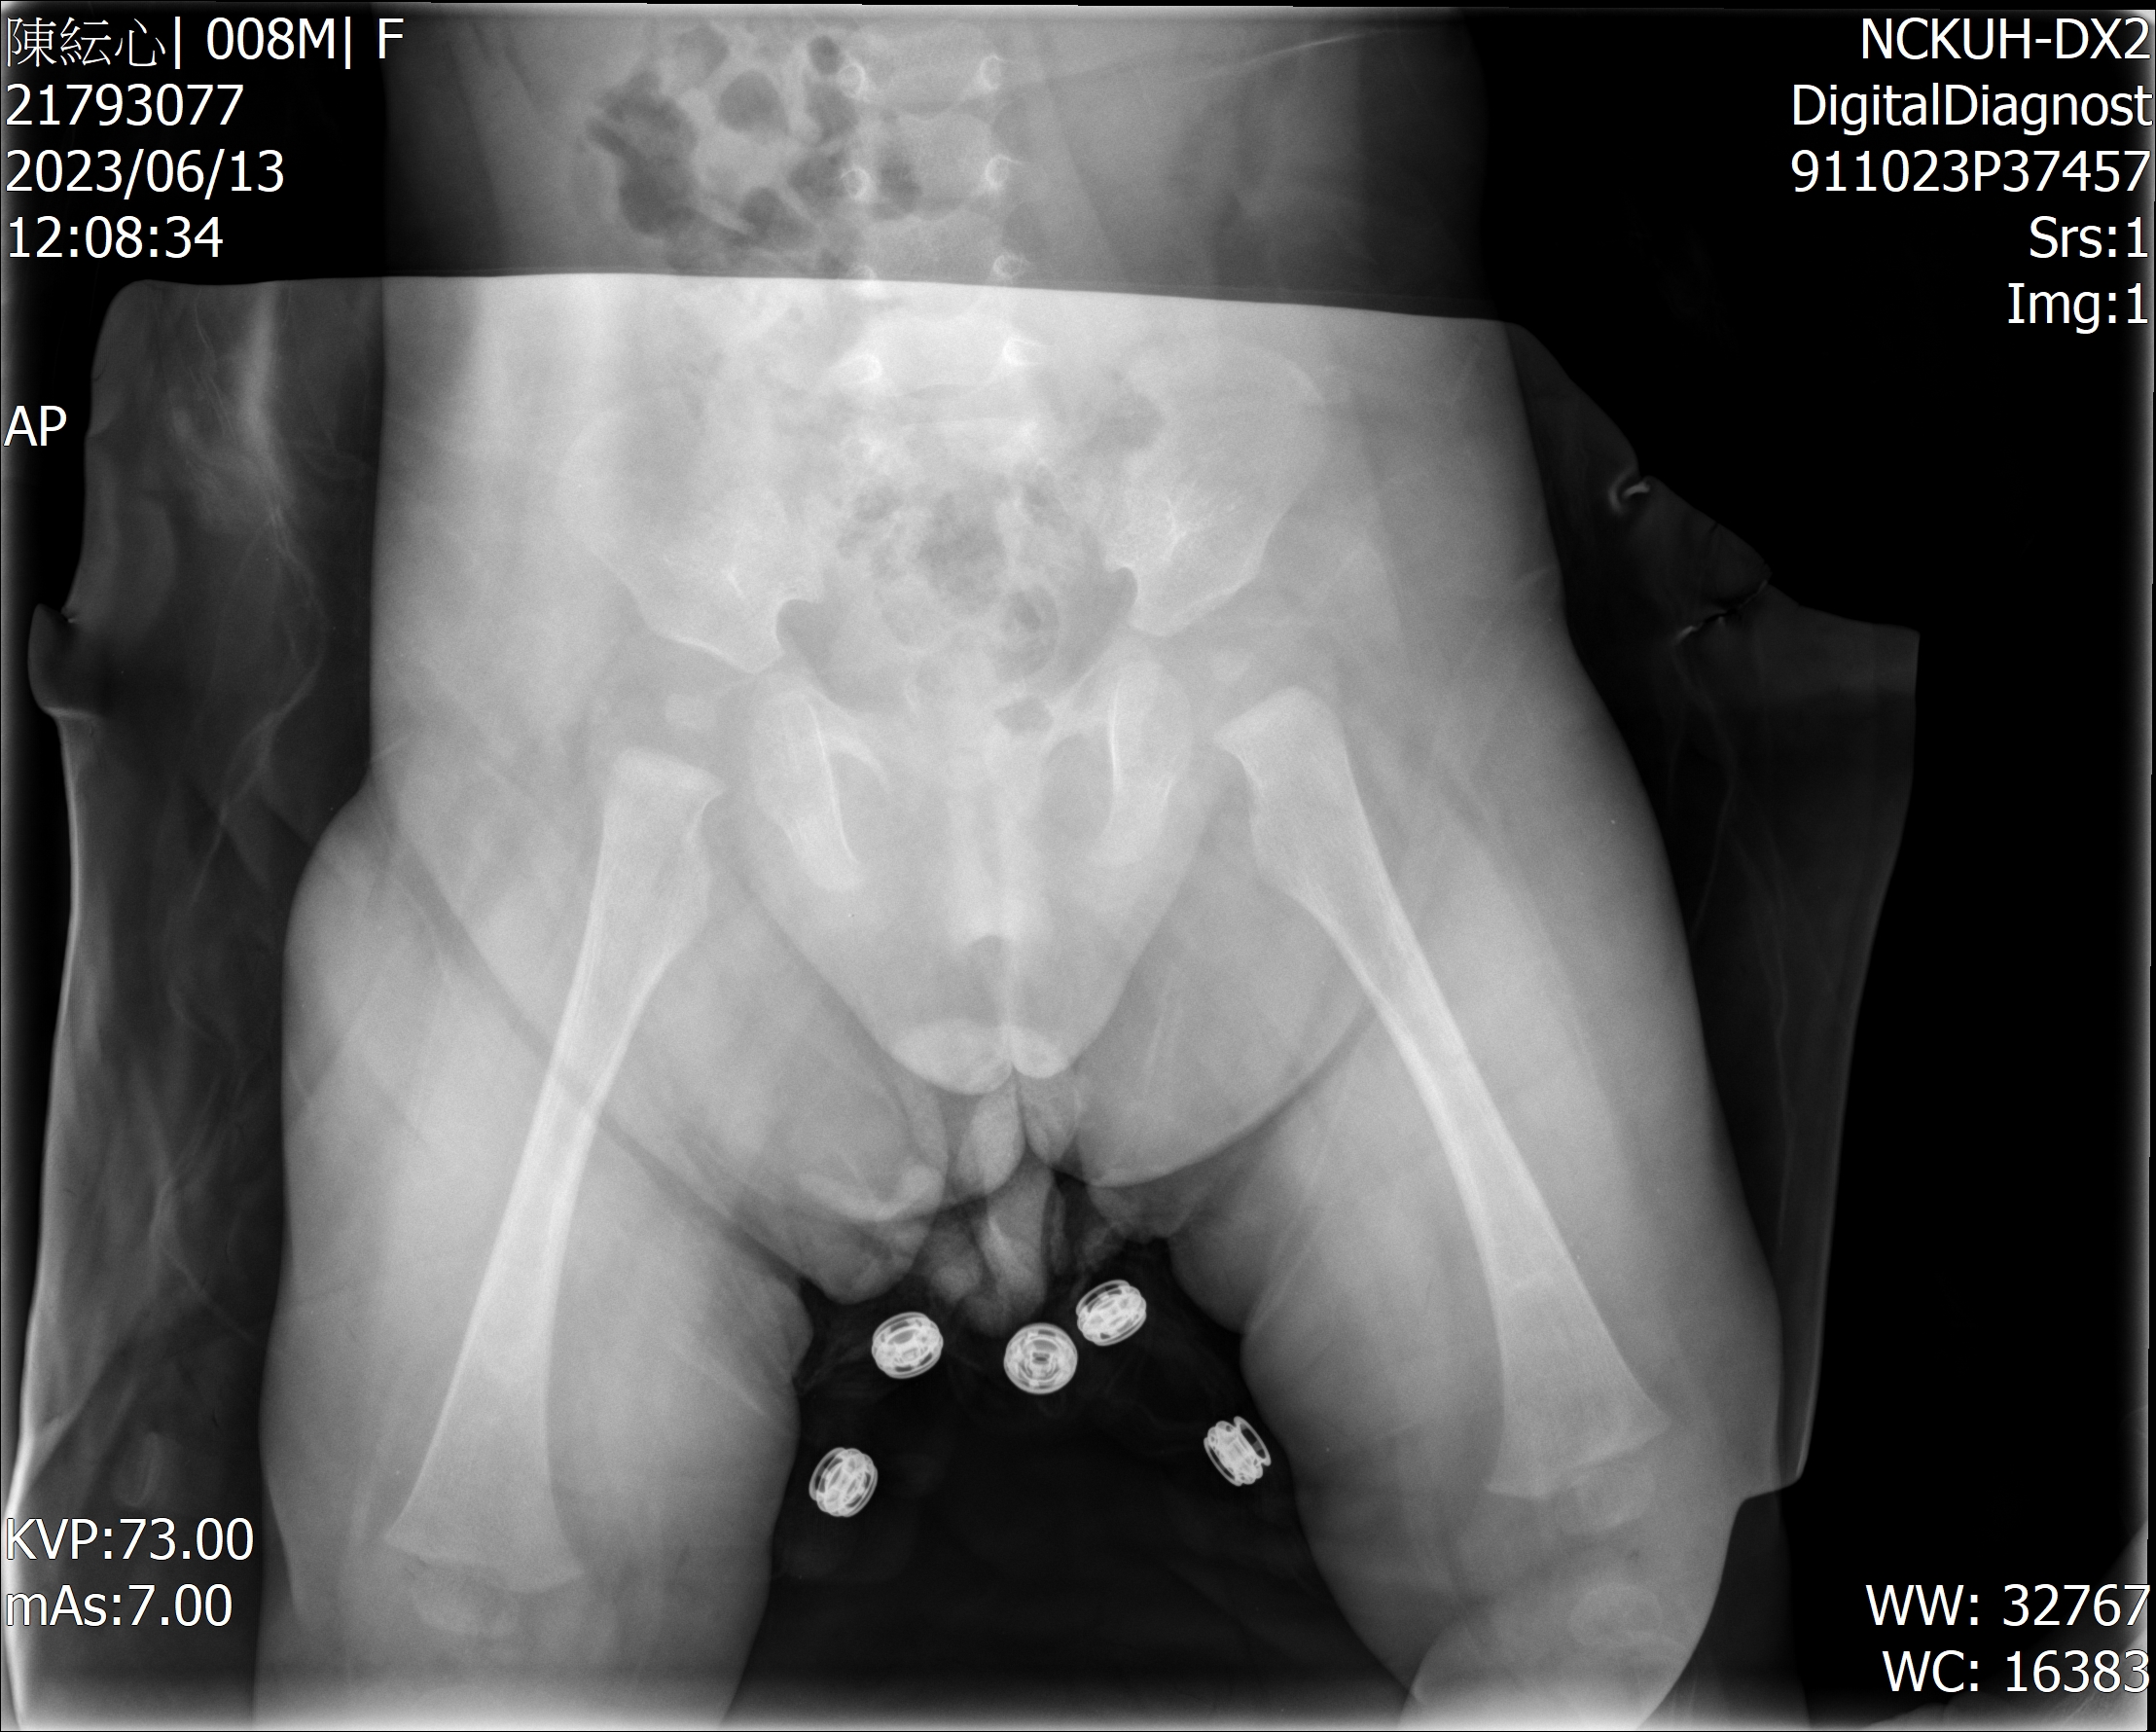 陳紜心| 008M| F
21793077
2023/06/13
12:08:34
AP
KVP:73.00
mAs:7.00
NCKUH-DX2
DigitalDiagnost
911023P37457
Srs:1
Img:1
WW: 32767
WC: 16383